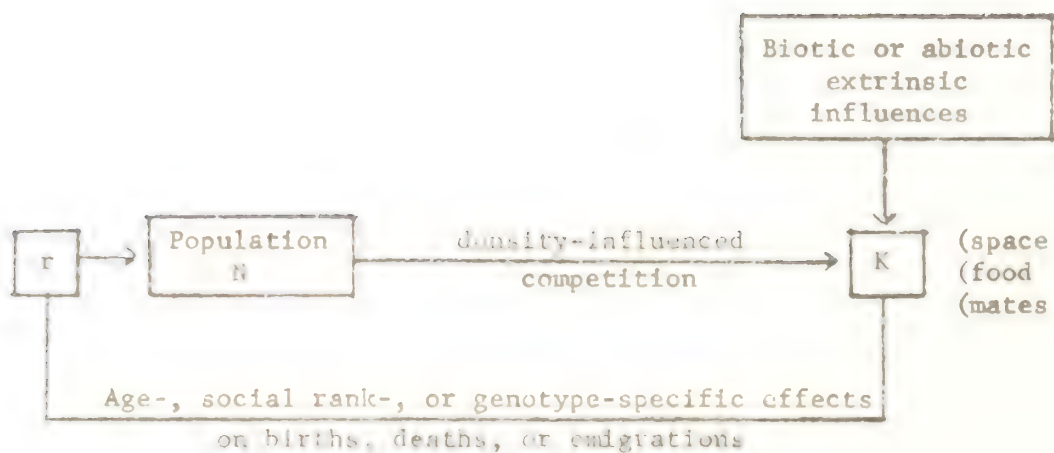 Biotic or abiotic
extrinsic
influences
Population
N
r
density-influenced
competition
K
(space
(food
(mates
Age-, social rank-, or genotype-specific effects
on births, deaths, or emigrations